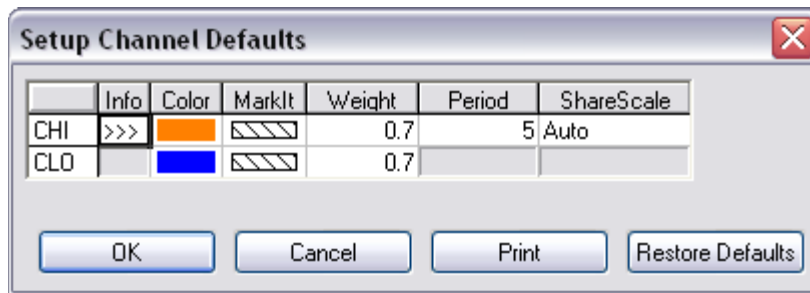 Setup Channel Defaults
Info Color MarkIt Weight Period ShareScale
CHI >>> 0.7 5 Auto
CLO 0.7
OK Cancel Print Restore Defaults